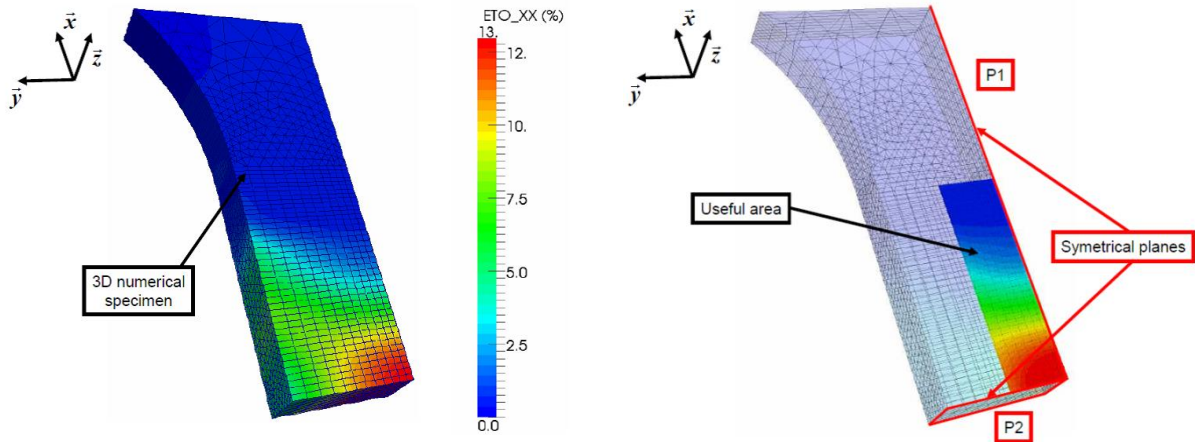 x⃗
z⃗
y⃗
3D numerical
specimen
ETO_XX (%)
13.
12.
10.
7.5
5.0
2.5
0.0
x⃗
z⃗
y⃗
P1
Useful area
Symetrical planes
P2